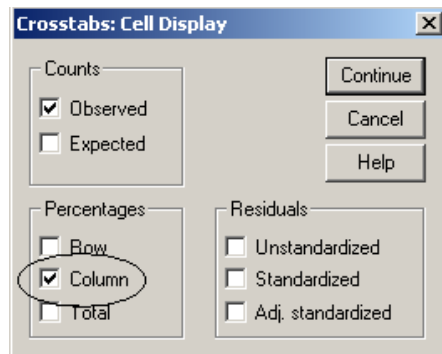 Crosstabs: Cell Display
Counts
Observed
Expected
Continue
Cancel
Help
Percentages
Row
Column
Total
Residuals
Unstandardized
Standardized
Adj. standardized